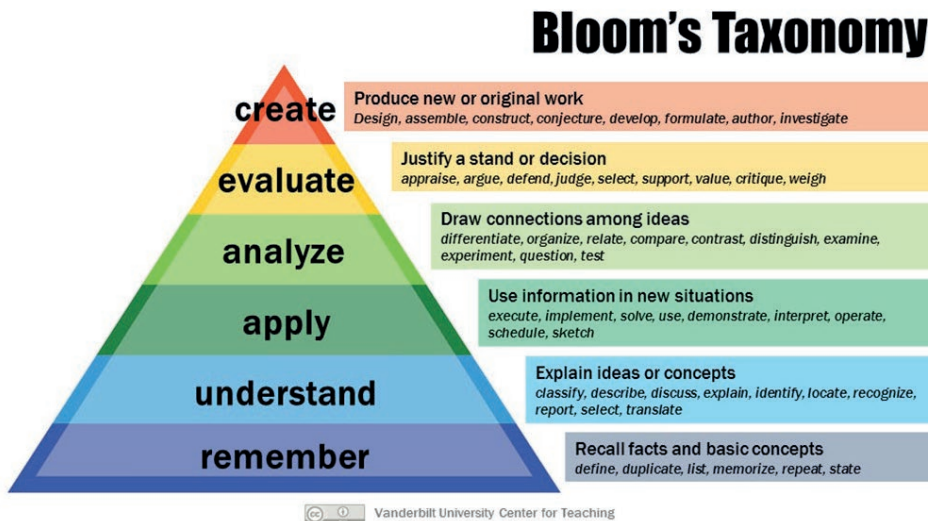 Bloom's Taxonomy
create
Produce new or original work
Design, assemble, construct, conjecture, develop, formulate, author, investigate
evaluate
Justify a stand or decision
appraise, argue, defend, judge, select, support, value, critique, weigh
analyze
Draw connections among ideas
differentiate, organize, relate, compare, contrast, distinguish, examine,
experiment, question, test
apply
Use information in new situations
execute, implement, solve, use, demonstrate, interpret, operate,
schedule, sketch
understand
Explain ideas or concepts
classify, describe, discuss, explain, identify, locate, recognize,
report, select, translate
remember
Recall facts and basic concepts
define, duplicate, list, memorize, repeat, state
cc Vanderbilt University Center for Teaching